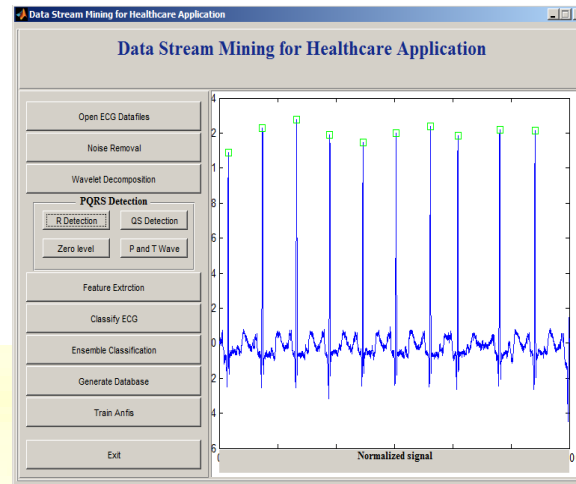 Data Stream Mining for Healthcare Application
Data Stream Mining for Healthcare Application
Open ECG Datafiles
Noise Removal
Wavelet Decomposition
PQRS Detection
R Detection
QS Detection
Zero level
P and T Wave
Feature Extrction
Classify ECG
Ensemble Classification
Generate Database
Train Anfis
Exit
4
2
0
8
6
4
2
0
2
4
6
0
0
Normalized signal